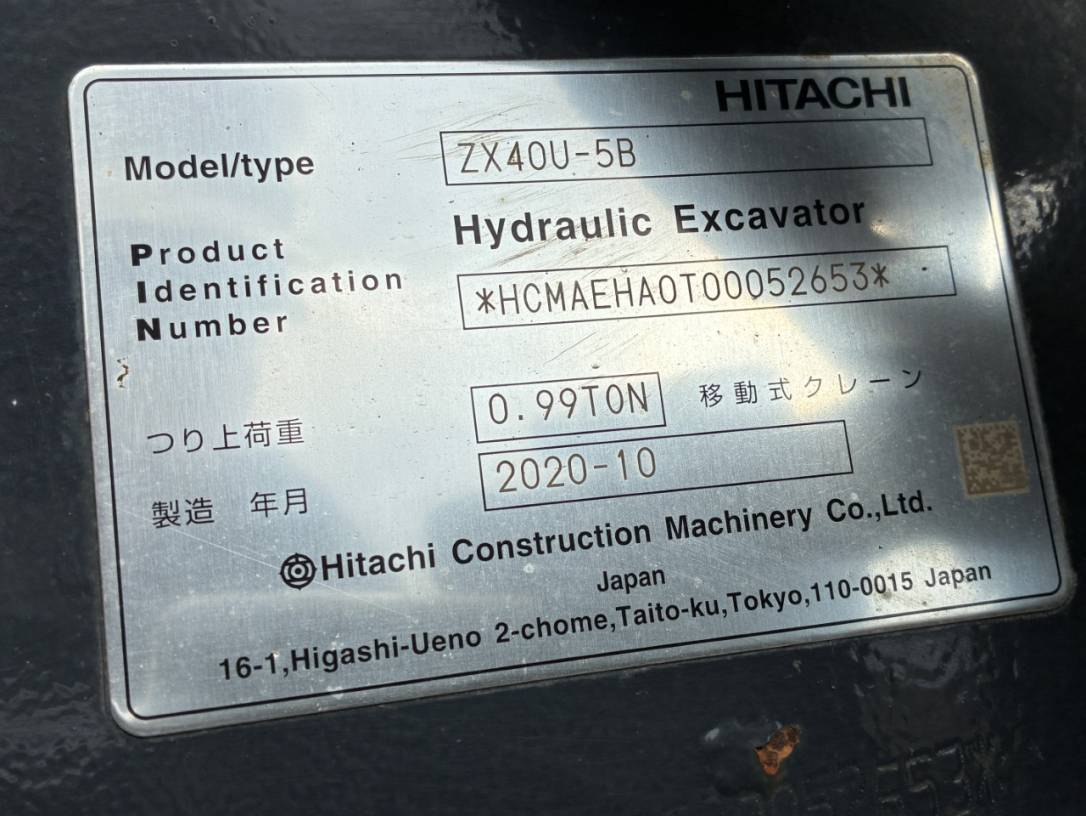 HITACHI
Model/type ZX40U-5B
Hydraulic Excavator
Product
Identification
Number
*HCMAEHA0T00052653*
つり上荷重 0.99TON 移動式クレーン
製造 年月 2020-10
Hitachi Construction Machinery Co.,Ltd.
Japan
16-1,Higashi-Ueno 2-chome,Taito-ku,Tokyo,110-0015 Japan